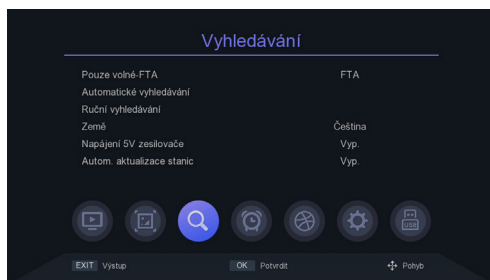 Vyhledávání
Pouze volné-FTA FTA
Automatické vyhledávání
Ruční vyhledávání
Země Čeština
Napájení 5V zesilovače Vyp.
Autom. aktualizace stanic Vyp.
USB
EXIT Výstup OK Potvrdit Pohyb